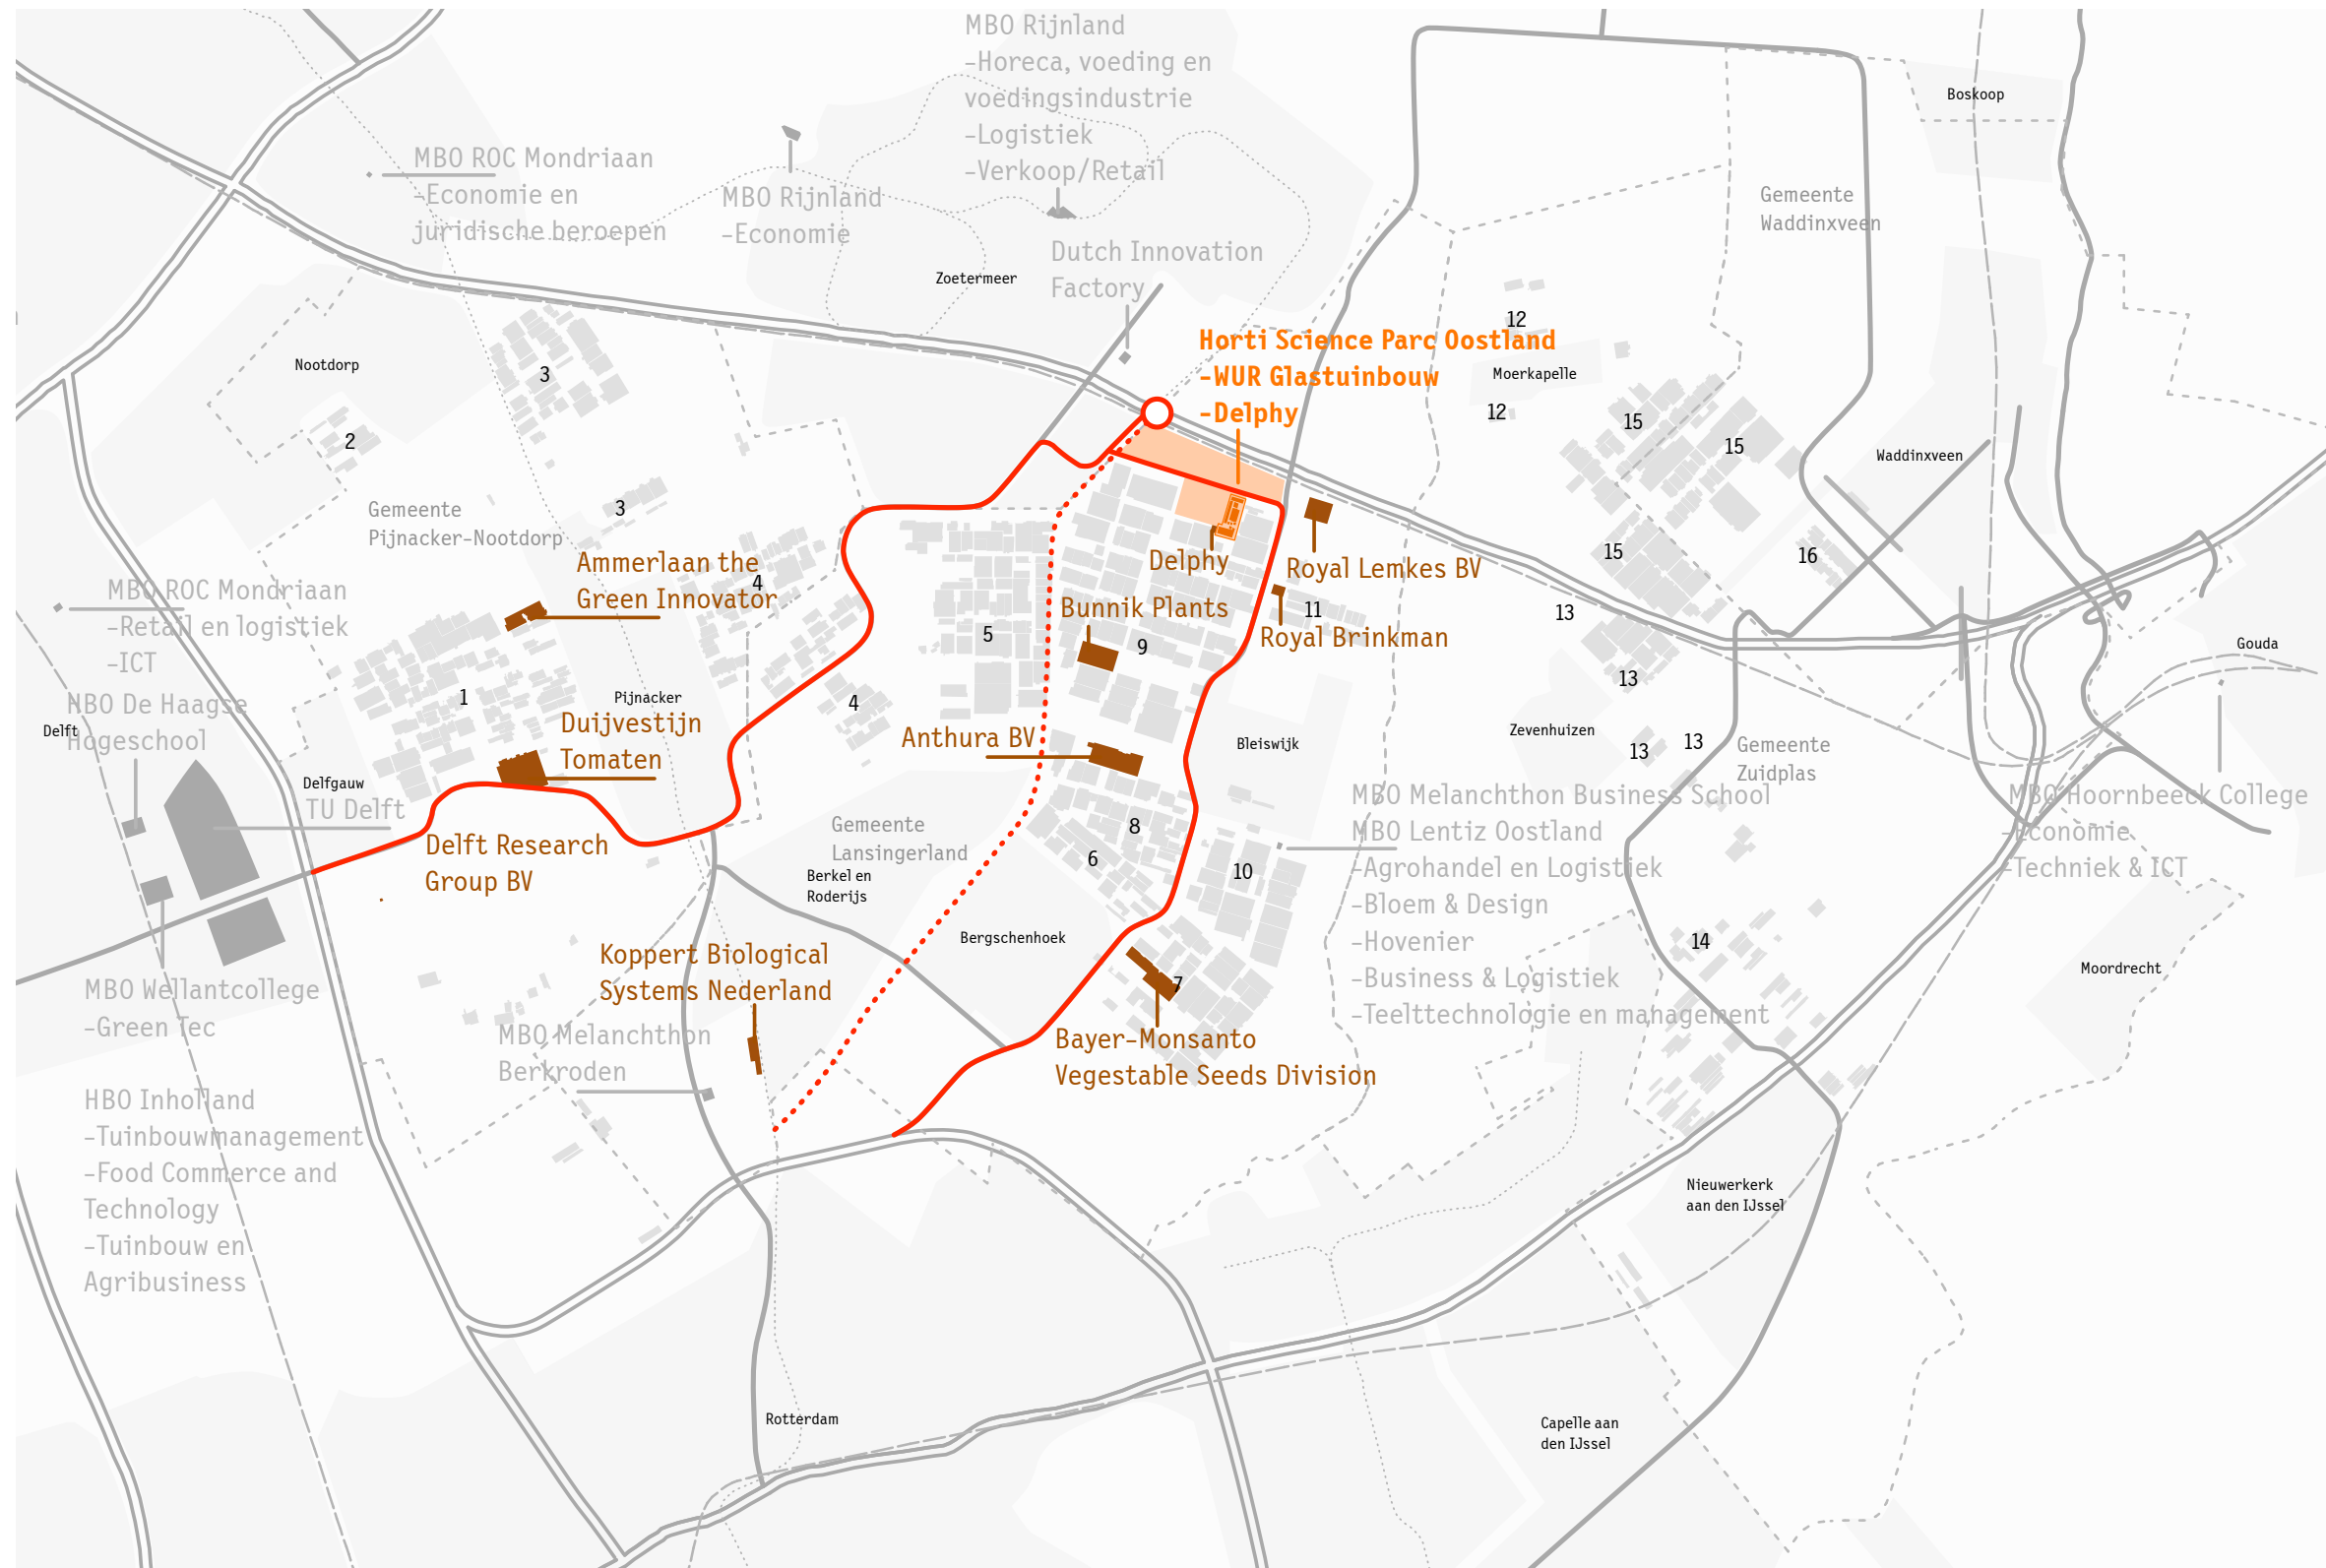 MBO Rijnland
-Horeca, voeding en
voedingsindustrie
-Logistiek
-Verkoop/Retail
Boskoop
MBO ROC Mondriaan
-Economie en
juridische beroepen
MBO Rijnland
-Economie
Gemeente
Waddinxveen
Dutch Innovation
Factory
Zoetermeer
12
Horti Science Parc Oostland
-WUR Glastuinbouw
-Delphy
Nootdorp
3
Moerkapelle
12
15
15
2
Waddinxveen
3
Gemeente
Pijnacker-Nootdorp
15
16
Ammerlaan the
Green Innovator
4
Delphy
Royal Lemkes BV
MBO ROC Mondriaan
-Retail en logistiek
-ICT
Bunnik Plants
11
13
5
9
Royal Brinkman
Gouda
13
1
Pijnacker
4
HBO De Haagse
Hogeschool
Delft
Duijvestijn
Tomaten
Anthura BV
Bleiswijk
Zevenhuizen
13
13
Gemeente
Zuidplas
Delfgauw
TU Delft
MBO Melanchthon Business School
MBO Lentiz Oostland
-Agrohandel en Logistiek
-Bloem & Design
-Hovenier
-Business & Logistiek
-Teelttechnologie en management
MBO Hoornbeeck College
-Economie
-Techniek & ICT
Gemeente
Lansingerland
8
6
10
Delft Research
Group BV
Berkel en
Roderijs
Bergschenhoek
14
Koppert Biological
Systems Nederland
7
Moordrecht
MBO Wellantcollege
-Green Tec
MBO Melanchthon
Berkroden
Bayer-Monsanto
Vegestable Seeds Division
HBO Inholland
-Tuinbouwmanagement
-Food Commerce and
Technology
-Tuinbouw en
Agribusiness
Nieuwerkerk
aan den IJssel
Rotterdam
Capelle aan
den IJssel